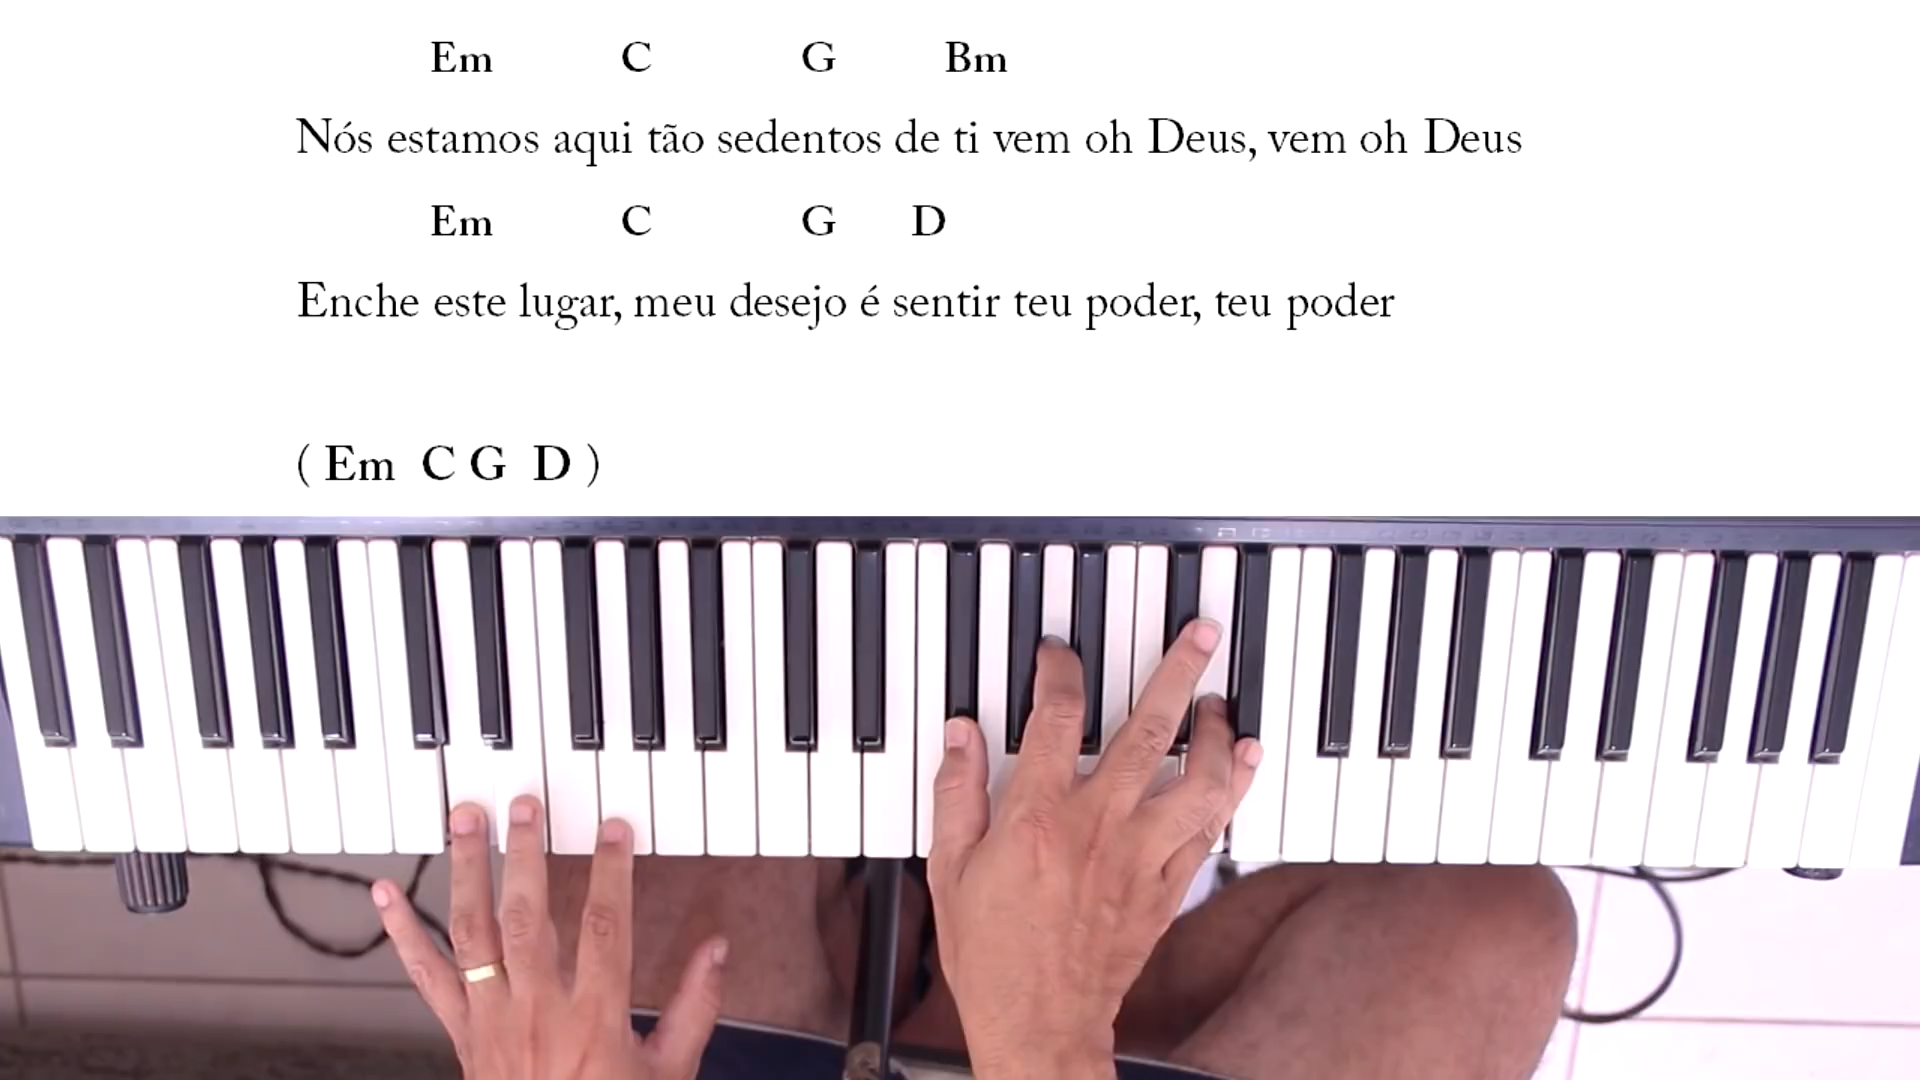 Em C G Bm
Nós estamos aqui tão sedentos de ti vem oh Deus, vem oh Deus
Em C G D
Enche este lugar, meu desejo é sentir teu poder, teu poder
( Em C G D )